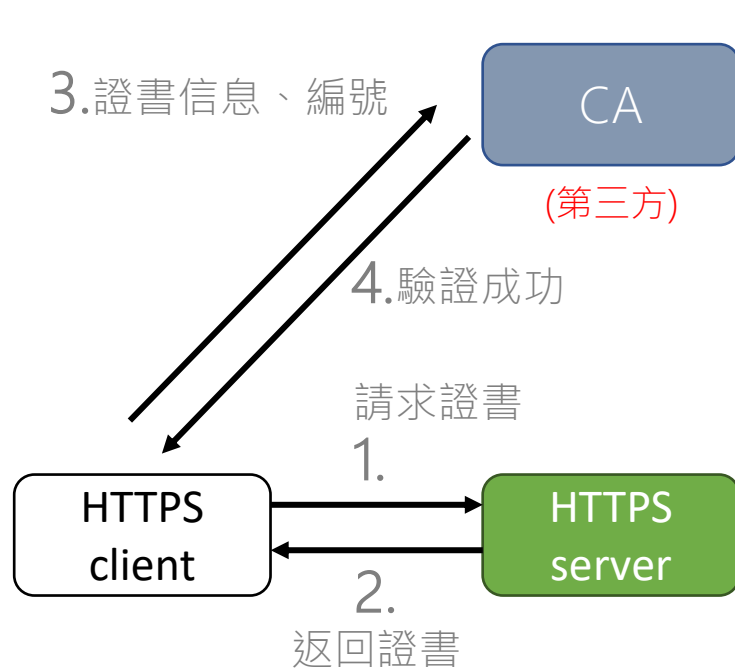 3.證書信息、編號
CA
(第三方)
4.驗證成功
請求證書
1.
HTTPS
client
HTTPS
server
2.
返回證書